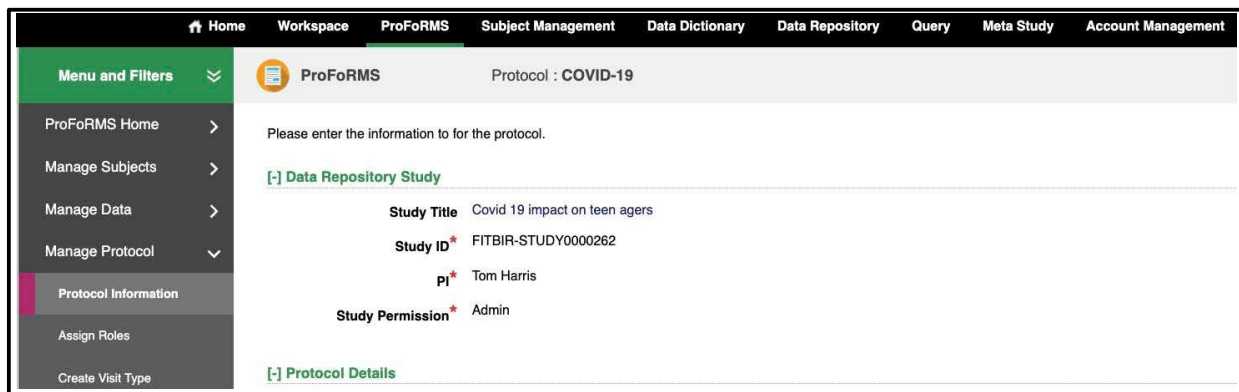 Home Workspace ProFoRMS Subject Management Data Dictionary Data Repository Query Meta Study Account Management
Menu and Filters
ProFoRMS Protocol : COVID-19
ProFoRMS Home
Manage Subjects
Manage Data
Manage Protocol
Protocol Information
Assign Roles
Create Visit Type
Please enter the information to for the protocol.
[-] Data Repository Study
Study Title Covid 19 impact on teen agers
Study ID* FITBIR-STUDY0000262
PI* Tom Harris
Study Permission* Admin
[-] Protocol Details